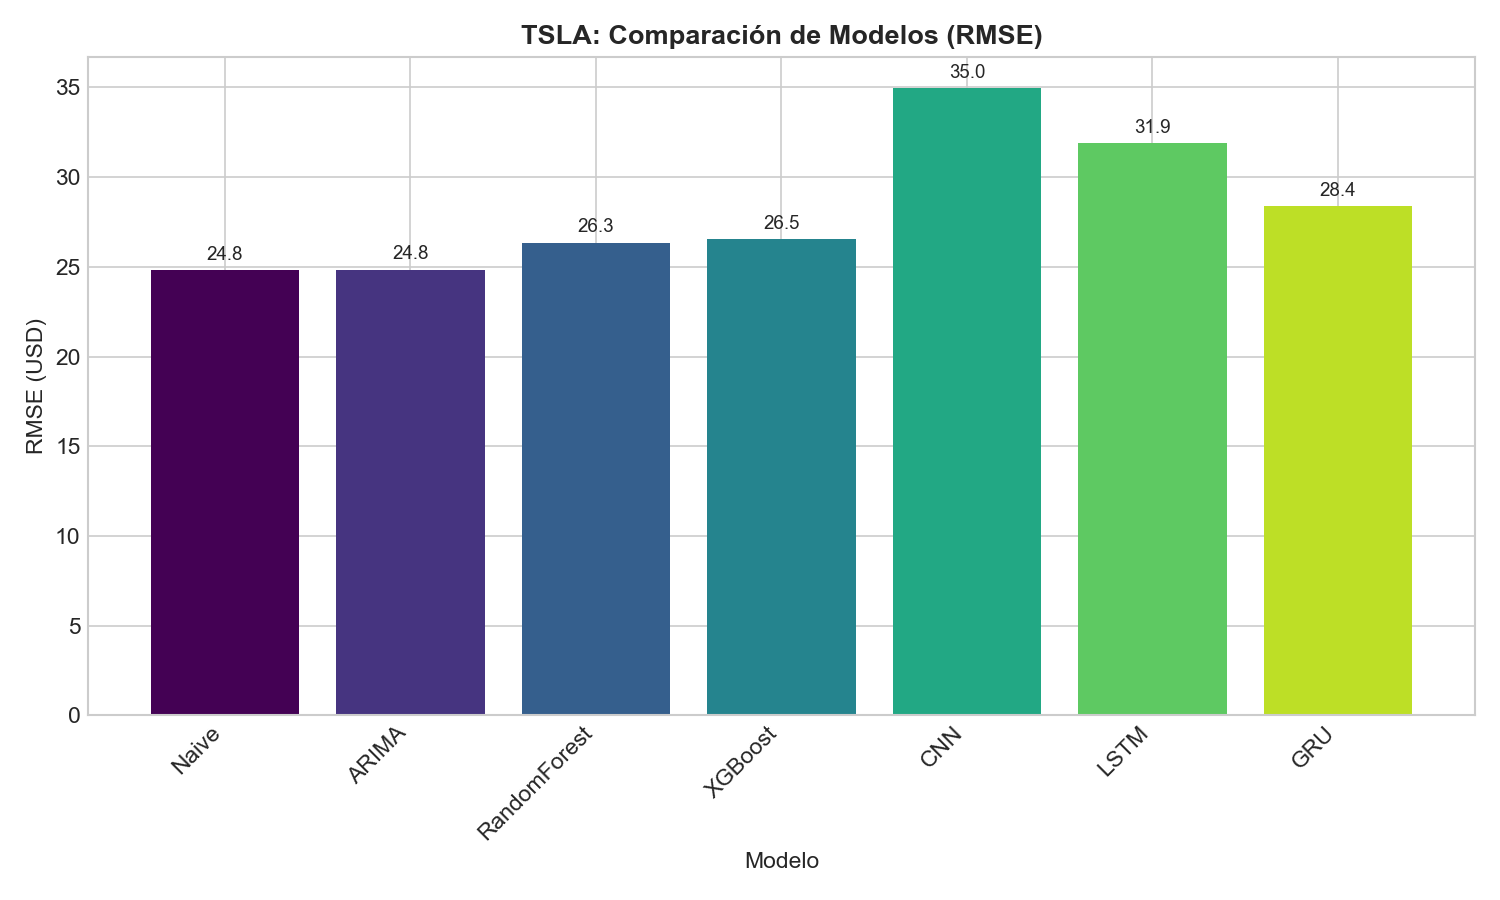 TSLA: Comparación de Modelos (RMSE)
RMSE (USD)
35
30
25
20
15
10
5
0
24.8
24.8
26.3
26.5
35.0
31.9
28.4
Naive
ARIMA
RandomForest
XGBoost
CNN
LSTM
GRU
Modelo